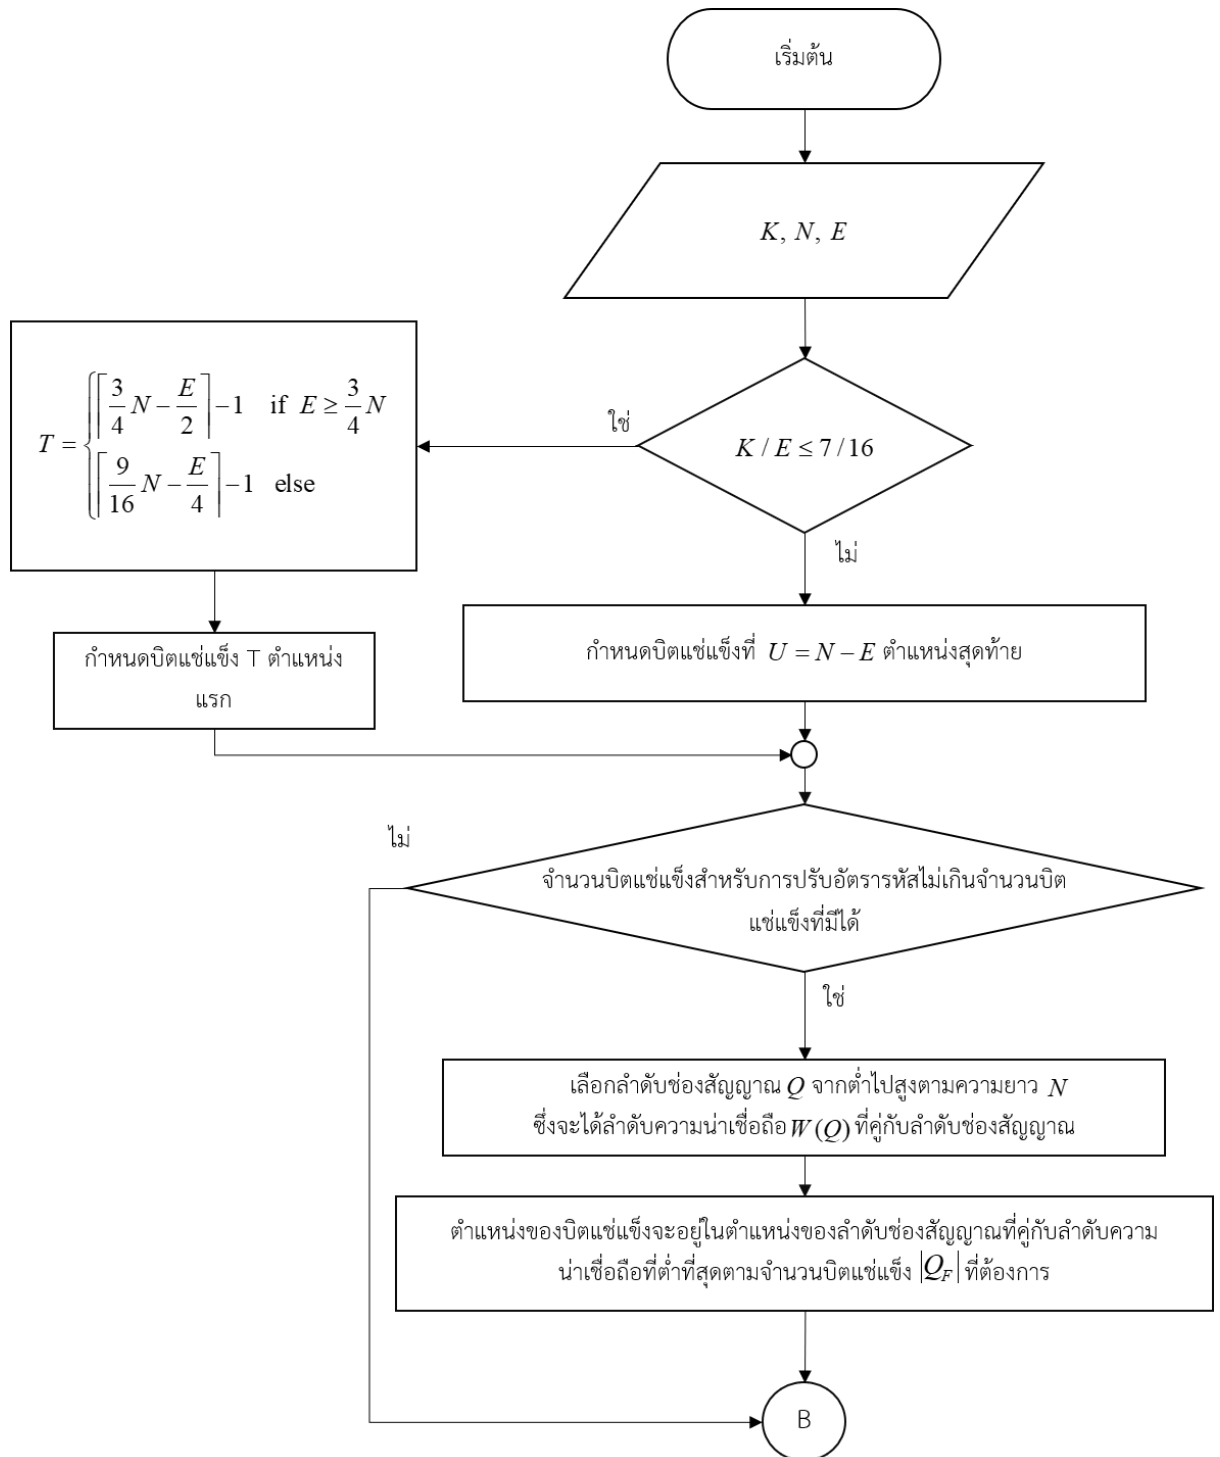 เริ่มต้น
K, N, E
K / E ≤ 7 / 16
ใช่
ไม่
T = { ⌈3/4 N − E/2⌉ −1 if E ≥ 3/4 N
⌈9/16 N − E/4⌉ −1 else
กำหนดบิตแช่แข็ง T ตำแหน่ง
แรก
กำหนดบิตแช่แข็งที่ U = N − E ตำแหน่งสุดท้าย
ไม่
จำนวนบิตแช่แข็งสำหรับการปรับอัตรารหัสไม่เกินจำนวนบิต
แช่แข็งที่มีได้
ใช่
เลือกลำดับช่องสัญญาณ Q จากต่ำไปสูงตามความยาว N
ซึ่งจะได้ลำดับความน่าเชื่อถือ W(Q) ที่คู่กับลำดับช่องสัญญาณ
ตำแหน่งของบิตแช่แข็งจะอยู่ในตำแหน่งของลำดับช่องสัญญาณที่คู่กับลำดับความ
น่าเชื่อถือที่ต่ำที่สุดตามจำนวนบิตแช่แข็ง |Q_F| ที่ต้องการ
B